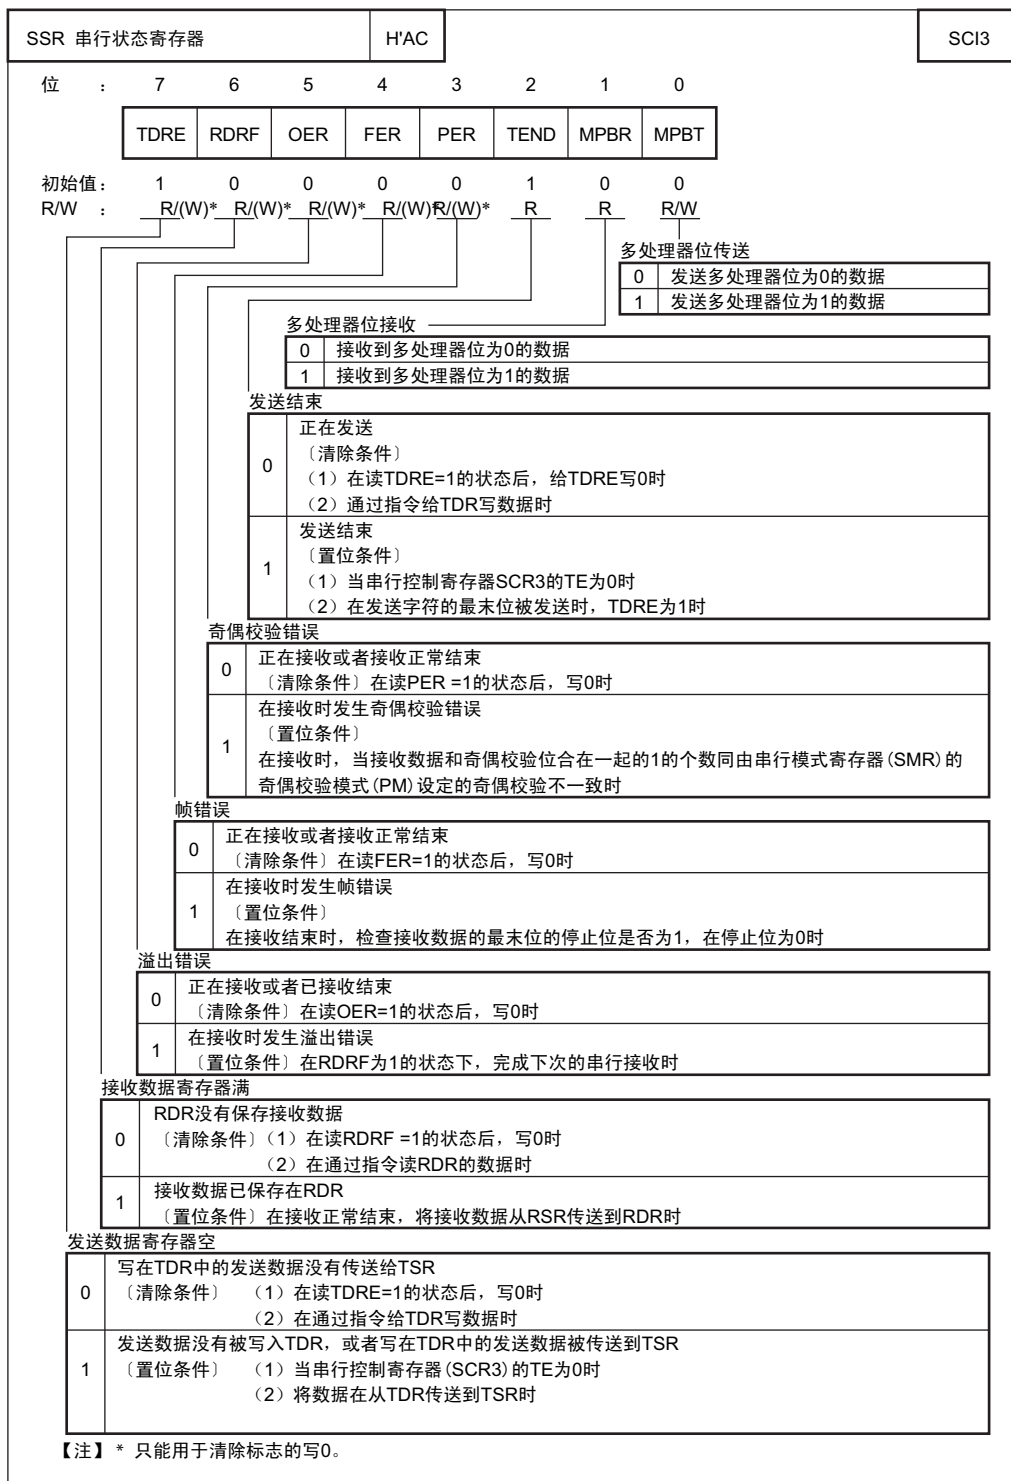 SSR 串行状态寄存器 H'AC SCI3
位 : 7 6 5 4 3 2 1 0
TDRE RDRF OER FER PER TEND MPBR MPBT
初始值: 1 0 0 0 0 1 0 0
R/W : R/(W)* R/(W)* R/(W)* R/(W)* R/(W)* R R R/W
多处理器位传送
0 发送多处理器位为0的数据
1 发送多处理器位为1的数据
多处理器位接收
0 接收到多处理器位为0的数据
1 接收到多处理器位为1的数据
发送结束
正在发送
〔清除条件〕
0
(1)在读TDRE=1的状态后,给TDRE写0时
(2)通过指令给TDR写数据时
发送结束
〔置位条件〕
1
(1)当串行控制寄存器SCR3的TE为0时
(2)在发送字符的最末位被发送时,TDRE为1时
奇偶校验错误
0 正在接收或者接收正常结束
〔清除条件〕在读PER =1的状态后,写0时
在接收时发生奇偶校验错误
1 〔置位条件〕
在接收时,当接收数据和奇偶校验位合在一起的1的个数同由串行模式寄存器(SMR)的
奇偶校验模式(PM)设定的奇偶校验不一致时
帧错误
0 正在接收或者接收正常结束
〔清除条件〕在读FER=1的状态后,写0时
在接收时发生帧错误
1 〔置位条件〕
在接收结束时,检查接收数据的最末位的停止位是否为1,在停止位为0时
溢出错误
0 正在接收或者已接收结束
〔清除条件〕在读OER=1的状态后,写0时
1 在接收时发生溢出错误
〔置位条件〕在RDRF为1的状态下,完成下次的串行接收时
接收数据寄存器满
RDR没有保存接收数据
0 〔清除条件〕(1)在读RDRF =1的状态后,写0时
(2)在通过指令读RDR的数据时
1 接收数据已保存在RDR
〔置位条件〕在接收正常结束,将接收数据从RSR传送到RDR时
发送数据寄存器空
写在TDR中的发送数据没有传送给TSR
0 〔清除条件〕 (1)在读TDRE=1的状态后,写0时
(2)在通过指令给TDR写数据时
发送数据没有被写入TDR,或者写在TDR中的发送数据被传送到TSR
1 〔置位条件〕 (1)当串行控制寄存器(SCR3)的TE为0时
(2)将数据在从TDR传送到TSR时
【注】* 只能用于清除标志的写0。